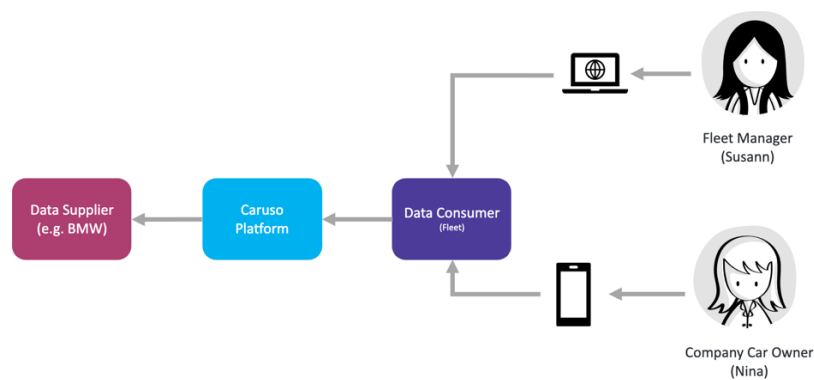 Fleet Manager
(Susann)
Data Supplier
(e.g. BMW)
Caruso
Platform
Data Consumer
(Fleet)
Company Car Owner
(Nina)